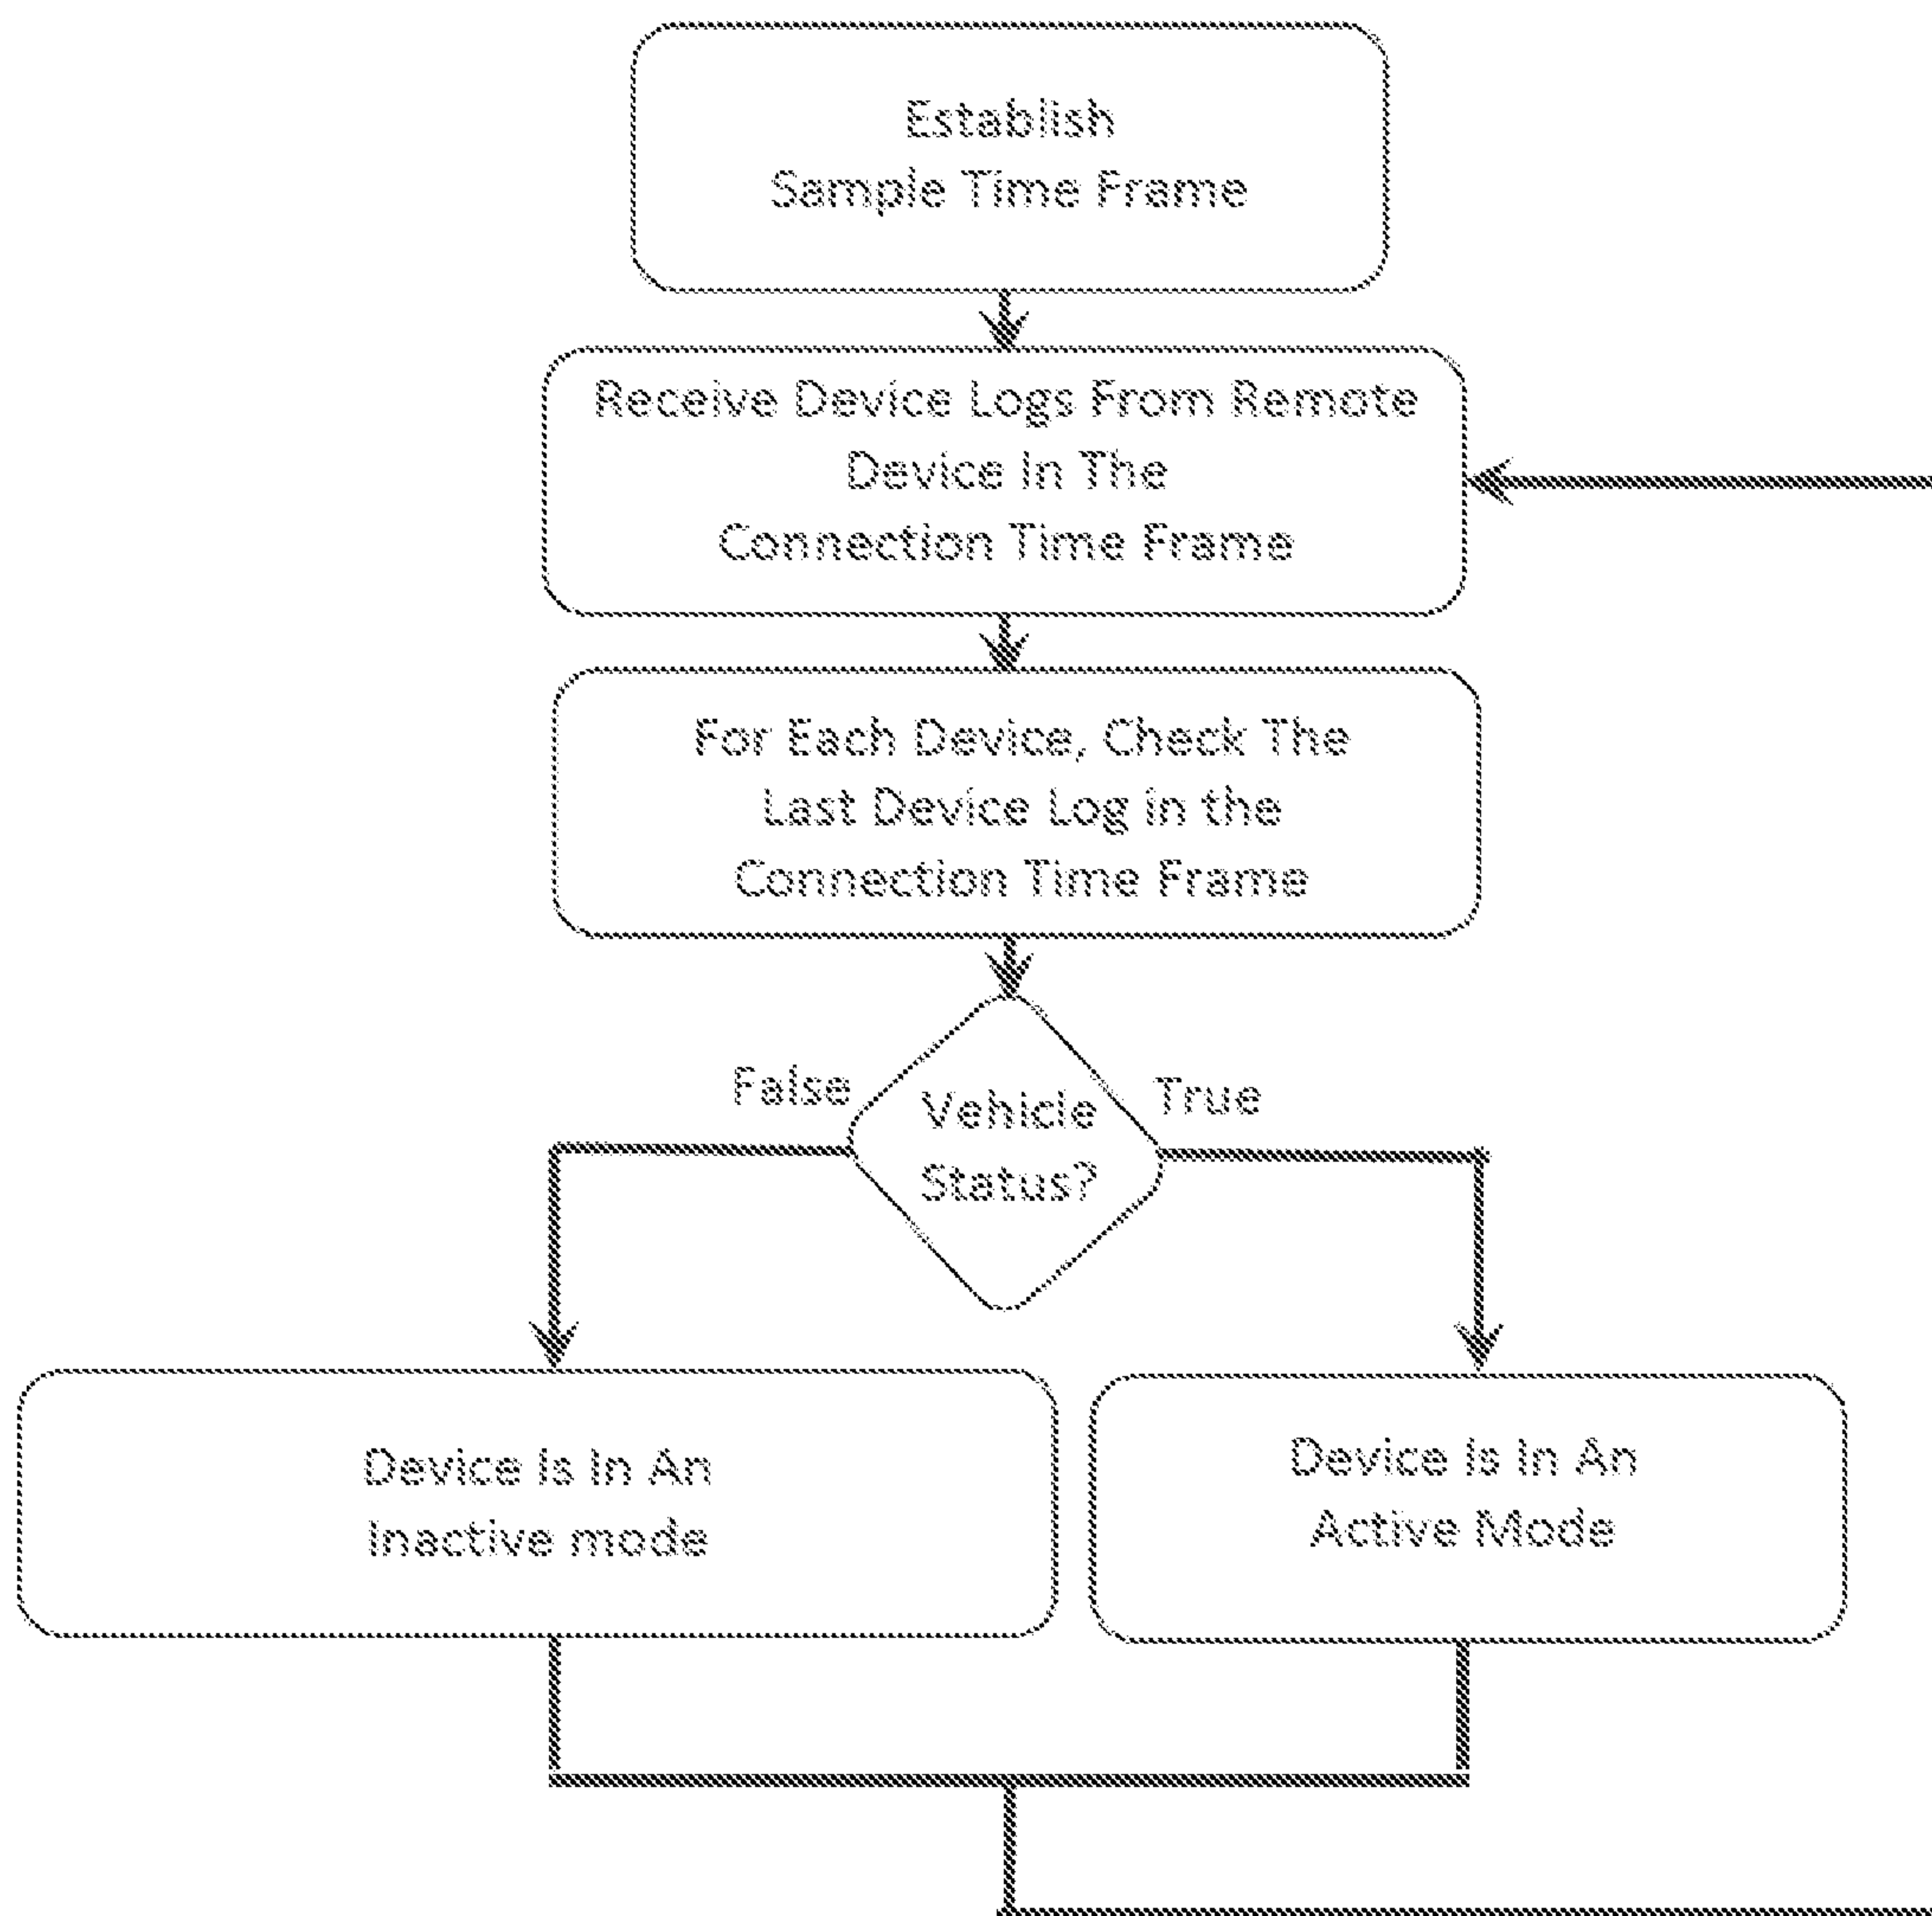 Establish
Sample Time Frame
Receive Device Logs From Remote
Device In The
Connection Time Frame
For Each Device, Check The
Last Device Log in the
Connection Time Frame
False
True
Vehicle
Status?
Device Is In An
Inactive mode
Device Is In An
Active Mode